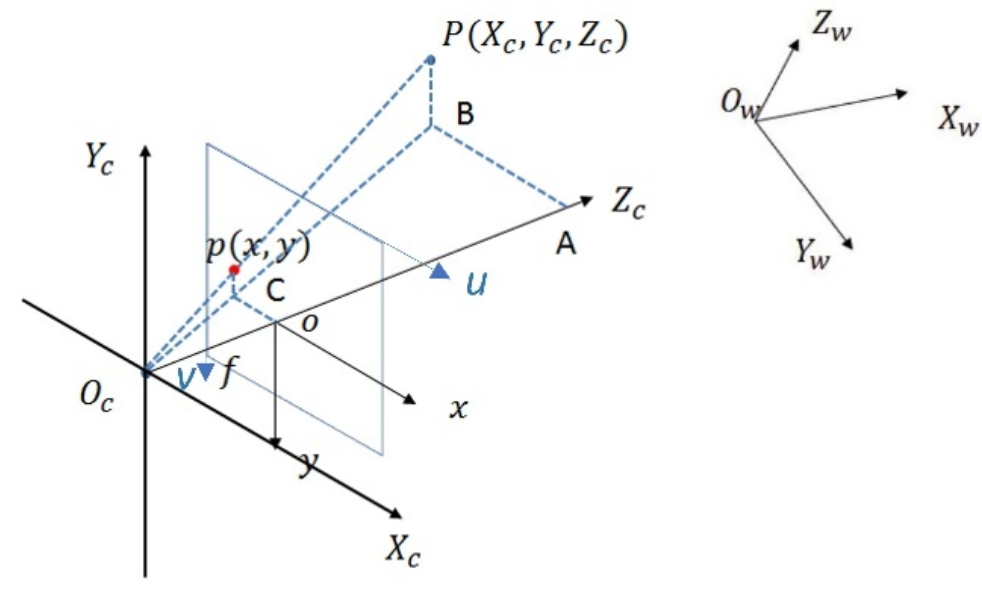 P(X_c, Y_c, Z_c)
Z_w
O_w
X_w
B
Y_c
Z_c
A
Y_w
p(x, y)
u
C
o
v
f
O_c
x
y
X_c